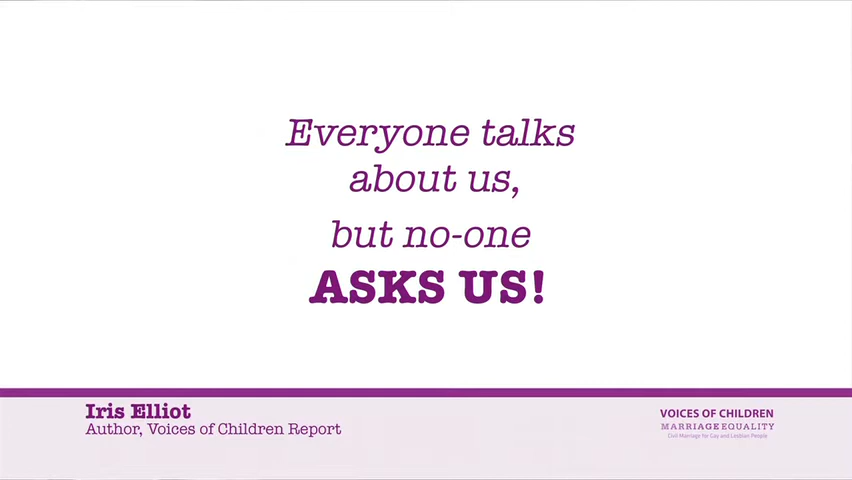 Everyone talks
about us,
but no-one
ASKS US!
Iris Elliot
Author, Voices of Children Report
VOICES OF CHILDREN
MARRIAGE EQUALITY
Civil Marriage for Gay and Lesbian People